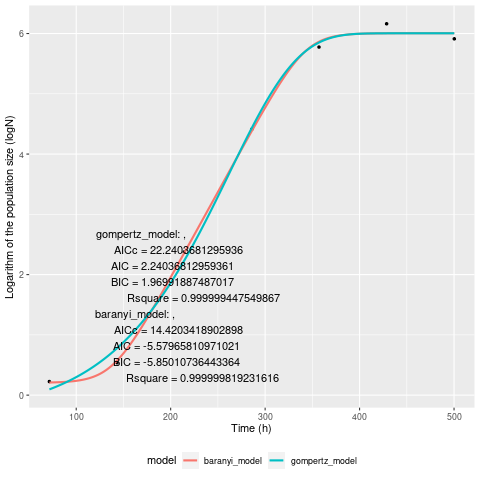 6
4
2
0
Logarithm of the population size (logN)
gompertz_model: ,
AICc = 22.2403681295936
AIC = 2.24036812959361
BIC = 1.96991887487017
Rsquare = 0.999999447549867
baranyi_model: ,
AICc = 14.4203418902898
AIC = -5.57965810971021
BIC = -5.85010736443364
Rsquare = 0.999999819231616
100 200 300 400 500
Time (h)
model baranyi_model gompertz_model